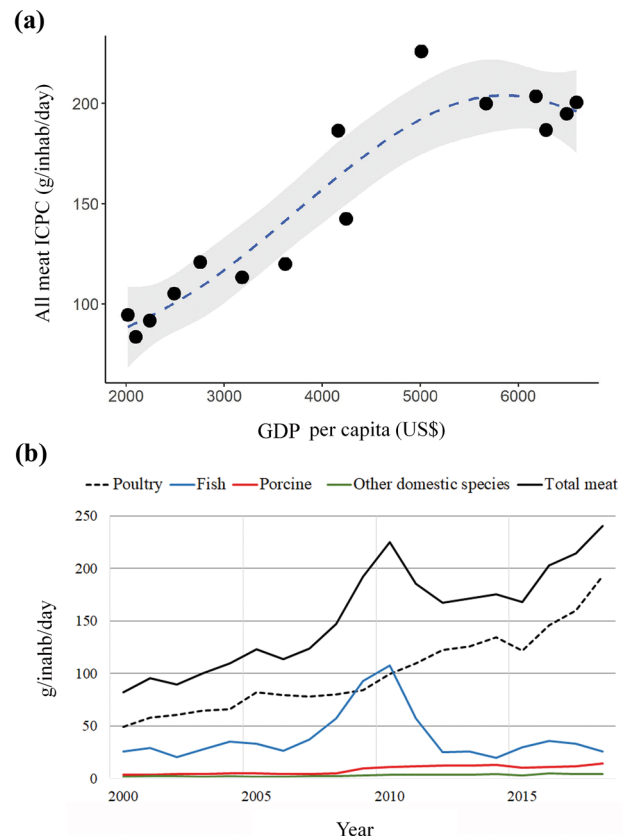 (a)
All meat ICPC (g/inhab/day)
200
150
100
2000 3000 4000 5000 6000
GDP per capita (US$)
(b)
Poultry Fish Porcine Other domestic species Total meat
g/inahb/day
250
200
150
100
50
0
2000 2005 2010 2015
Year